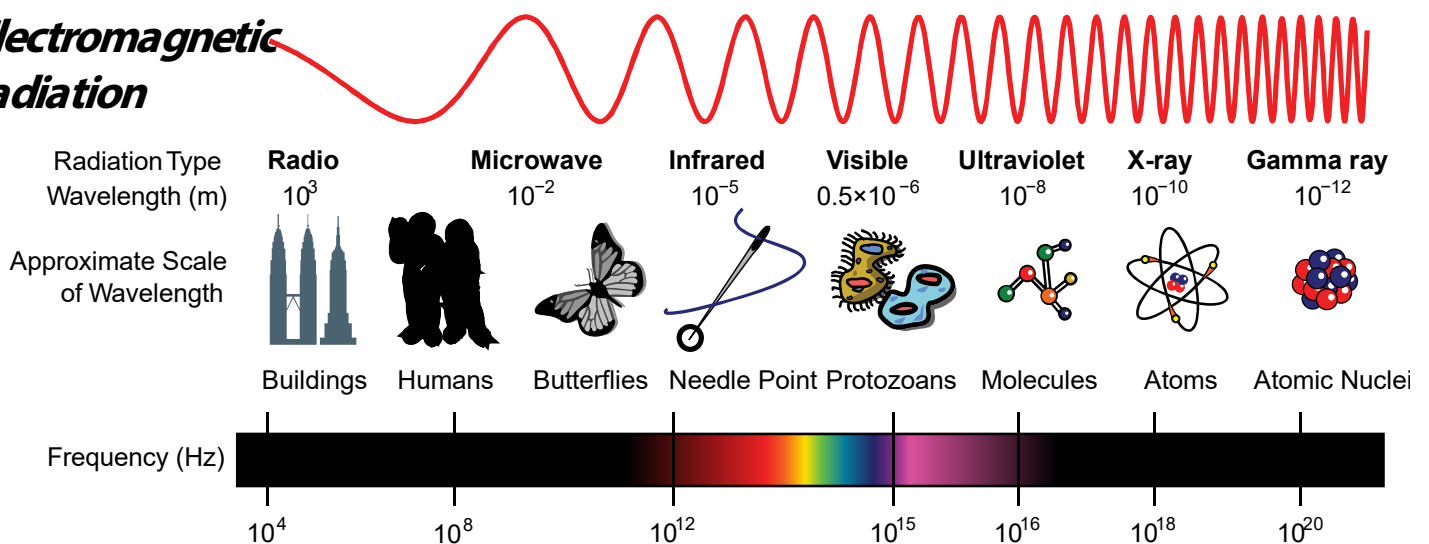 lectromagnetic
adiation
Radiation Type Radio Microwave Infrared Visible Ultraviolet X-ray Gamma ray
Wavelength (m) 10³ 10⁻² 10⁻⁵ 0.5×10⁻⁶ 10⁻⁸ 10⁻¹⁰ 10⁻¹²
Approximate Scale
of Wavelength
Buildings Humans Butterflies Needle Point Protozoans Molecules Atoms Atomic Nuclei
Frequency (Hz)
10⁴ 10⁸ 10¹² 10¹⁵ 10¹⁶ 10¹⁸ 10²⁰